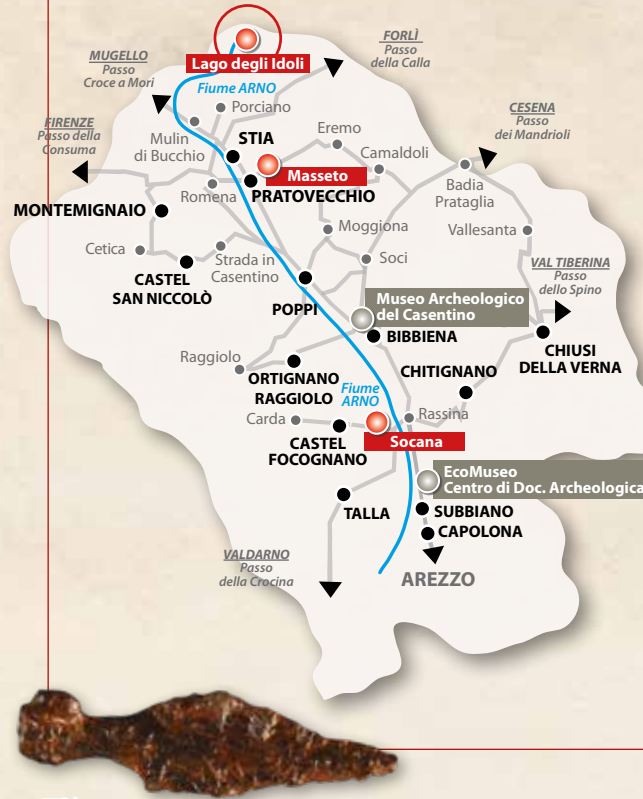 MUGELLO
Passo
Croce a Mori
FORLÌ
Passo
della Calla
Lago degli Idoli
Fiume ARNO
Porciano
CESENA
Passo
dei Mandrioli
FIRENZE
Passo della
Consuma
Mulin
di Bucchio
STIA
Eremo
Camaldoli
Masseto
Badia
Prataglia
Romena
PRATOVECCHIO
MONTEMIGNAIO
Moggiona
Vallesanta
Cetica
Strada in
Casentino
Soci
VAL TIBERINA
Passo
dello Spino
CASTEL
SAN NICCOLÒ
POPPI
Museo Archeologico
del Casentino
BIBBIENA
CHIUSI
DELLA VERNA
Raggiolo
ORTIGNANO
RAGGIOLO
CHITIGNANO
Fiume
ARNO
Carda
Rassina
CASTEL
FOCOGNANO
Socana
EcoMuseo
Centro di Doc. Archeologica
TALLA
SUBBIANO
CAPOLONA
VALDARNO
Passo
della Crocina
AREZZO